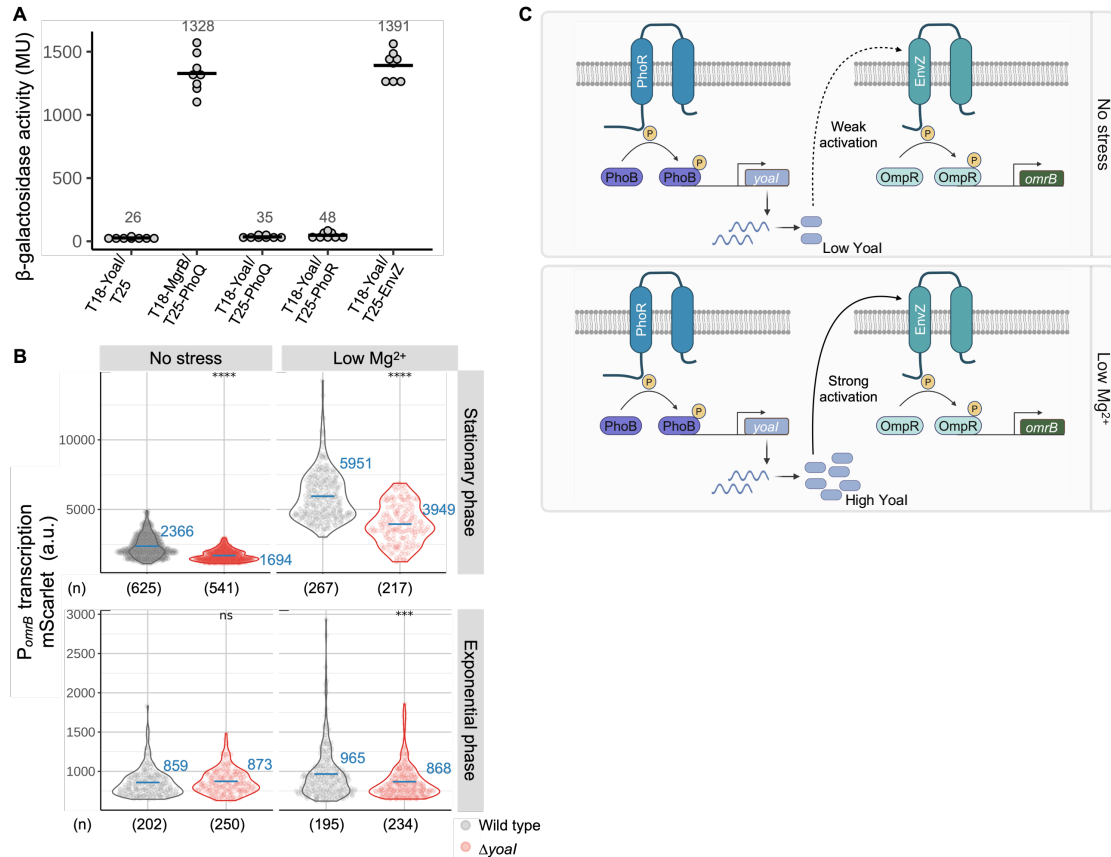 A
β-galactosidase activity (MU)
1500
1000
500
0
26
1328
35
48
1391
T18-YoaI/
T25
T18-MgrB/
T25-PhoQ
T18-YoaI/
T25-PhoQ
T18-YoaI/
T25-PhoR
T18-YoaI/
T25-EnvZ
B
No stress
Low Mg²⁺
PomrB transcription
mScarlet (a.u.)
Stationary phase
10000
5000
****
****
2366
1694
5951
3949
(n)
(625)
(541)
(267)
(217)
Exponential phase
3000
2500
2000
1500
1000
ns
***
859
873
965
868
(n)
(202)
(250)
(195)
(234)
Wild type
ΔyoaI
C
No stress
PhoR
EnvZ
P
P
Weak
activation
P
P
PhoB
PhoB
yoaI
OmpR
OmpR
omrB
Low YoaI
Low Mg²⁺
PhoR
EnvZ
P
P
Strong
activation
P
P
PhoB
PhoB
yoaI
OmpR
OmpR
omrB
High YoaI